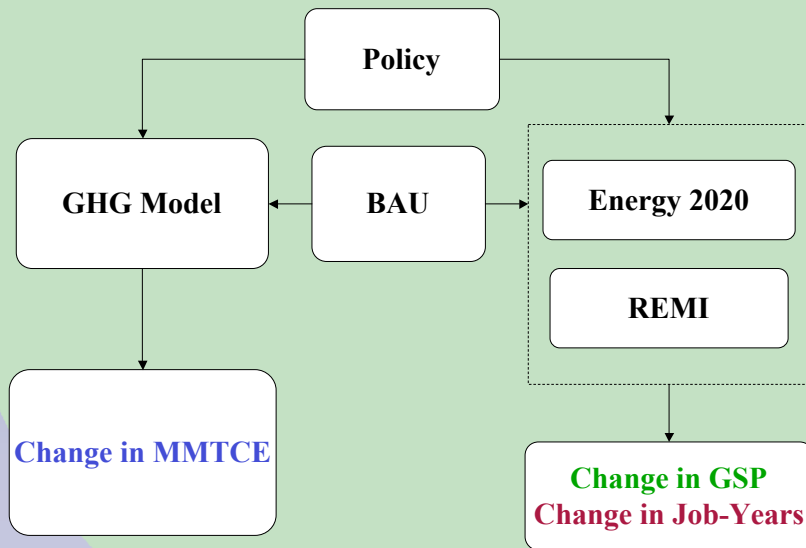 Policy
GHG Model
BAU
Energy 2020
REMI
Change in MMTCE
Change in GSP
Change in Job-Years